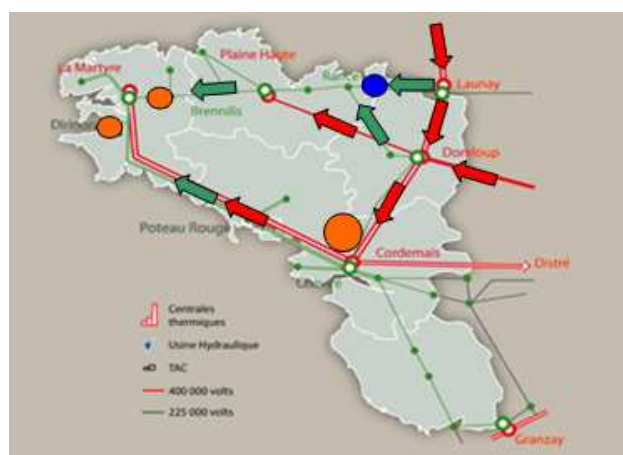 Plaine Haute
La Martyre
Rance
Launay
Brennilis
Dirinon
Domloup
Poteau Rouge
Cordemais
Distré
Centrales
thermiques
Usine Hydraulique
TAC
400 000 volts
225 000 volts
Granzay